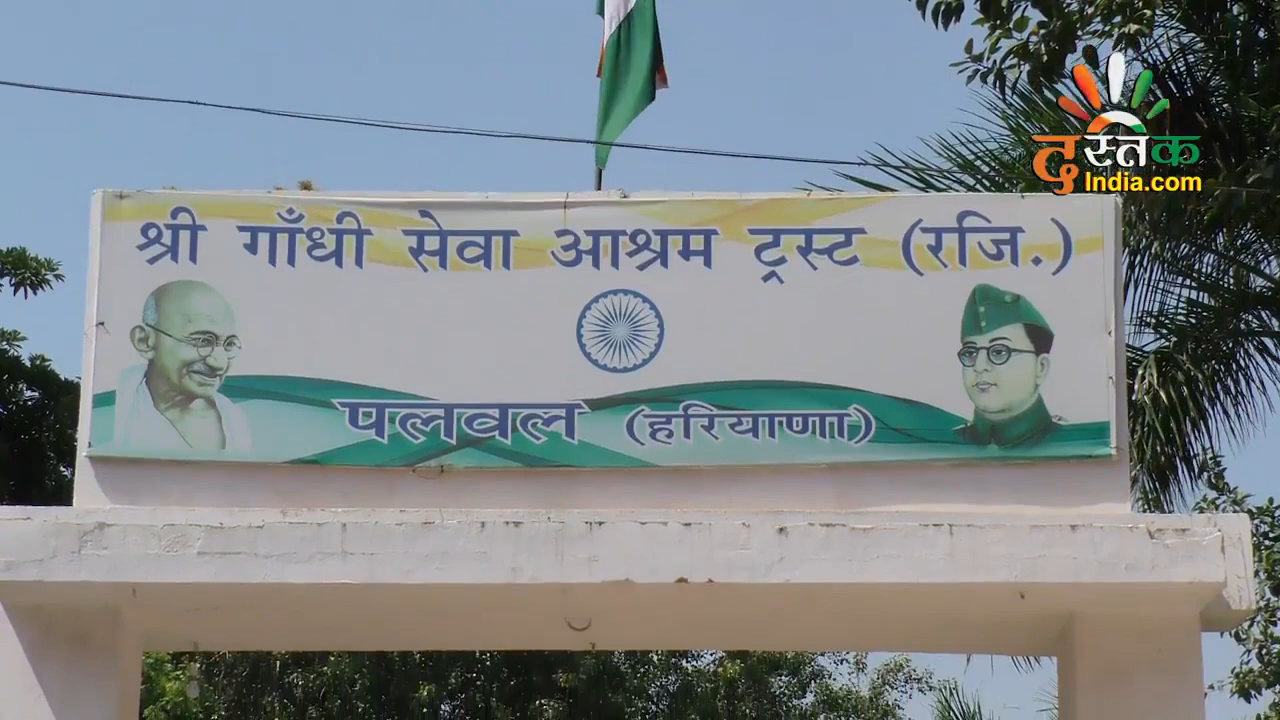 दस्तक
India.com
श्री गाँधी सेवा आश्रम ट्रस्ट (रजि.)
पलवल (हरियाणा)